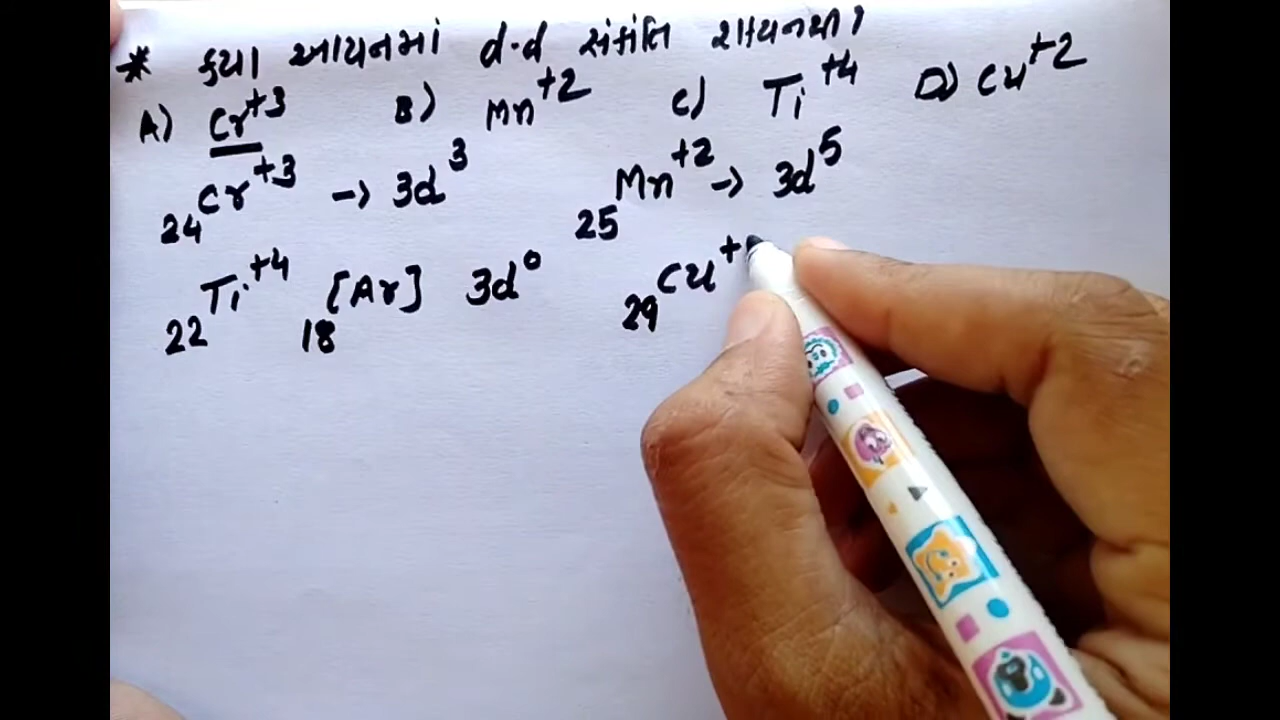 * કયા આયનમાં d-d સંક્રાંતિ શક્ય નથી?
A) Cr+3 B) Mn+2 C) Ti+4 D) Cu+2
24Cr+3 → 3d3 25Mn+2 → 3d5
22Ti+4 18[Ar] 3d0 29Cu+